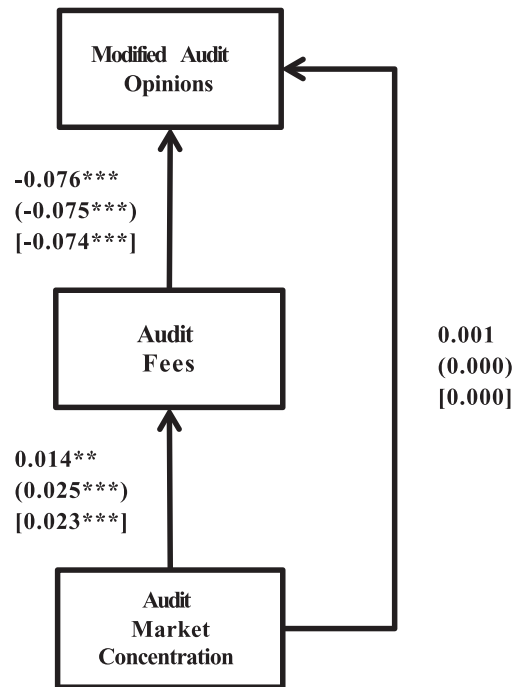 Modified Audit
Opinions
-0.076***
(-0.075***)
[-0.074***]
Audit
Fees
0.001
(0.000)
[0.000]
0.014**
(0.025***)
[0.023***]
Audit
Market
Concentration